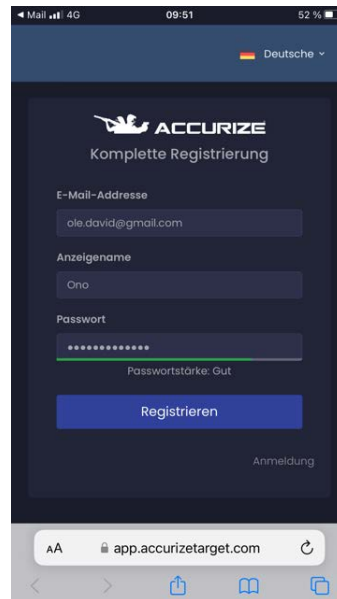 ◄ Mail 4G 09:51 52 %
Deutsche
ACCURIZE
Komplette Registrierung
E-Mail-Addresse
ole.david@gmail.com
Anzeigename
Ono
Passwort
•••••••••••••
Passwortstärke: Gut
Registrieren
Anmeldung
AA app.accurizetarget.com